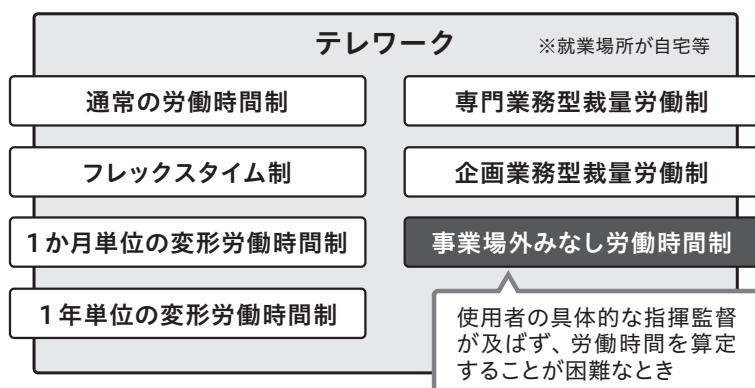 テレワーク ※就業場所が自宅等
通常の労働時間制
フレックスタイム制
1か月単位の変形労働時間制
1年単位の変形労働時間制
専門業務型裁量労働制
企画業務型裁量労働制
事業場外みなし労働時間制
使用者の具体的な指揮監督
が及ばず、労働時間を算定
することが困難なとき